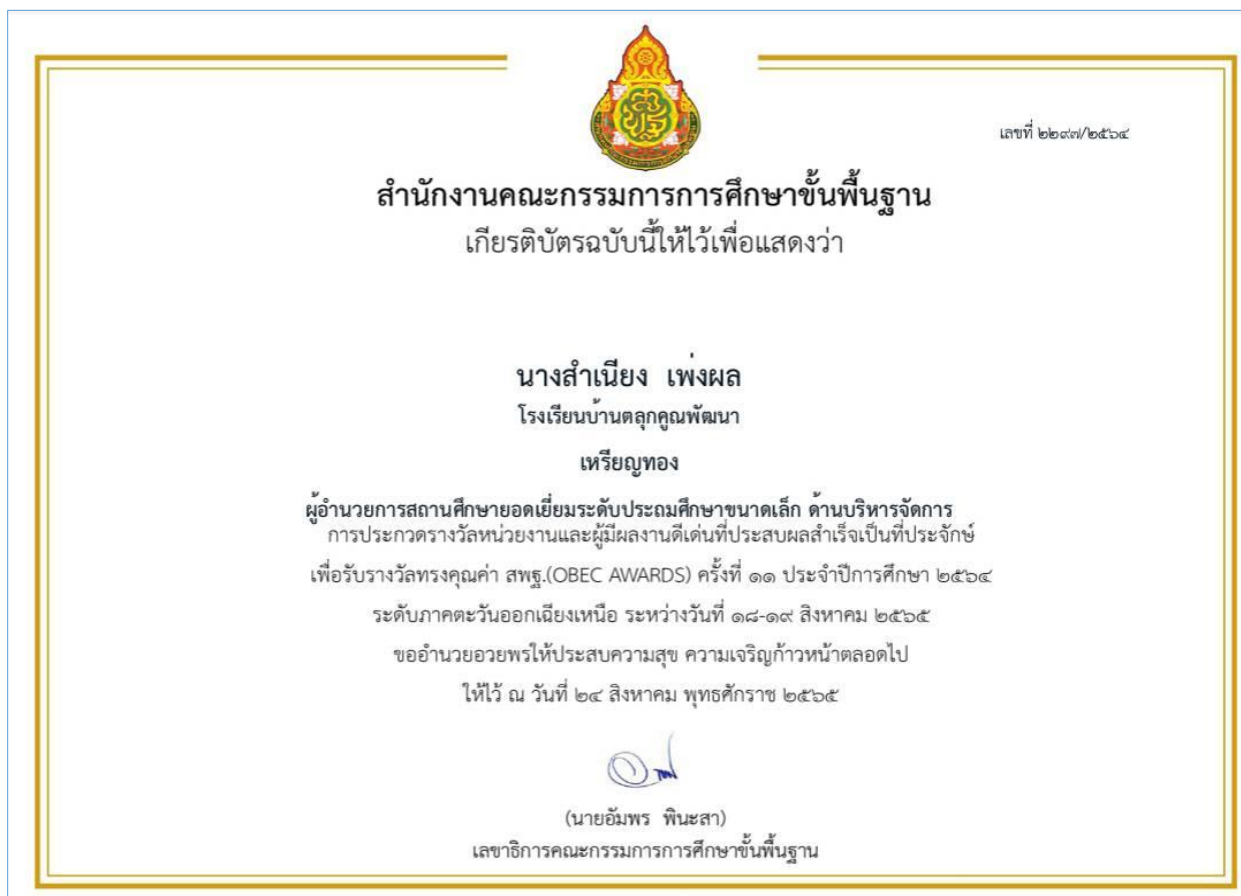 เลขที่ ๒๒๙๗/๒๕๖๔
สำนักงานคณะกรรมการการศึกษาขั้นพื้นฐาน
เกียรติบัตรฉบับนี้ให้ไว้เพื่อแสดงว่า
นางสำเนียง เพ่งผล
โรงเรียนบ้านตลุกคูณพัฒนา
เหรียญทอง
ผู้อำนวยการสถานศึกษายอดเยี่ยมระดับประถมศึกษาขนาดเล็ก ด้านบริหารจัดการ
การประกวดรางวัลหน่วยงานและผู้มีผลงานดีเด่นที่ประสบผลสำเร็จเป็นที่ประจักษ์
เพื่อรับรางวัลทรงคุณค่า สพฐ.(OBEC AWARDS) ครั้งที่ ๑๑ ประจำปีการศึกษา ๒๕๖๔
ระดับภาคตะวันออกเฉียงเหนือ ระหว่างวันที่ ๑๘-๑๙ สิงหาคม ๒๕๖๕
ขออำนวยอวยพรให้ประสบความสุข ความเจริญก้าวหน้าตลอดไป
ให้ไว้ ณ วันที่ ๒๔ สิงหาคม พุทธศักราช ๒๕๖๕
(นายอัมพร พินะสา)
เลขาธิการคณะกรรมการการศึกษาขั้นพื้นฐาน